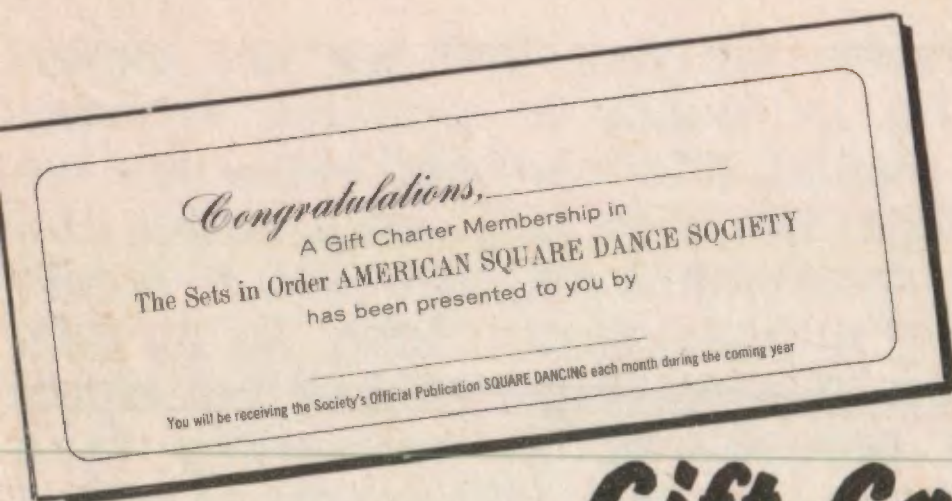 Congratulations,
A Gift Charter Membership in
The Sets in Order AMERICAN SQUARE DANCE SOCIETY
has been presented to you by
You will be receiving the Society's Official Publication SQUARE DANCING each month during the coming year
Gift